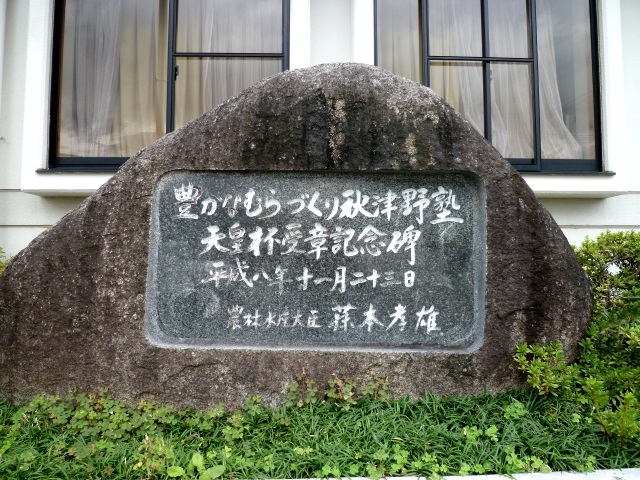 豊かなむらづくり秋津野塾
天皇杯受章記念碑
平成八年十一月二十三日
農林水産大臣 藤本孝雄